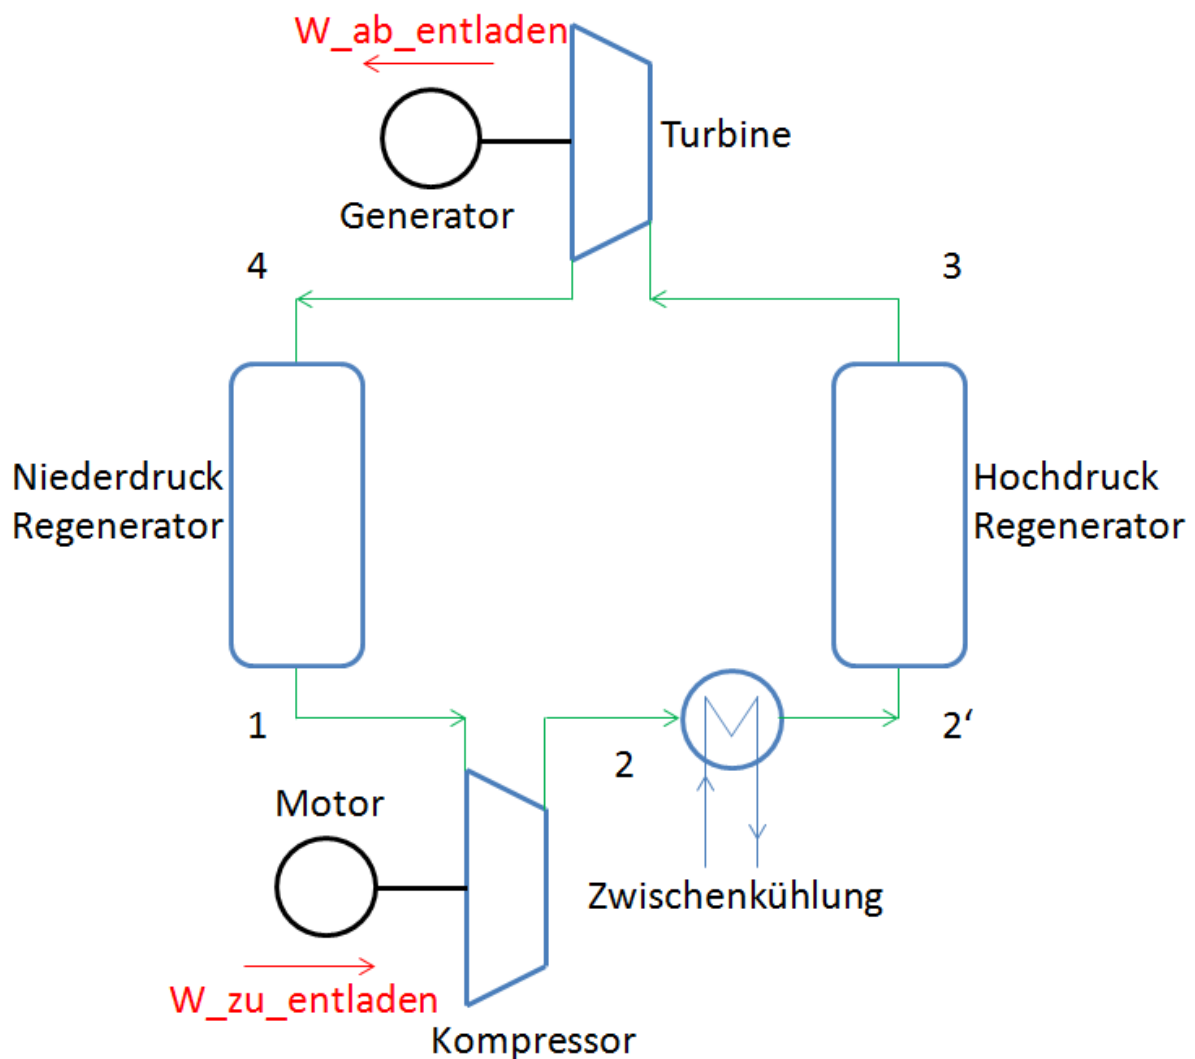 W_ab_entladen
Turbine
Generator
4
3
Niederdruck
Regenerator
Hochdruck
Regenerator
1
2
2‘
Motor
Zwischenkühlung
W_zu_entladen
Kompressor